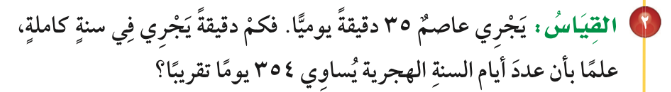 ٢ القِيَاسُ: يَجْرِي عاصمٌ ٣٥ دقيقةً يوميًّا. فكمْ دقيقةً يَجْرِي فِي سنةٍ كاملةٍ،
علمًا بأن عددَ أيامِ السنةِ الهجرية يُساوِي ٣٥٤ يومًا تقريبًا؟